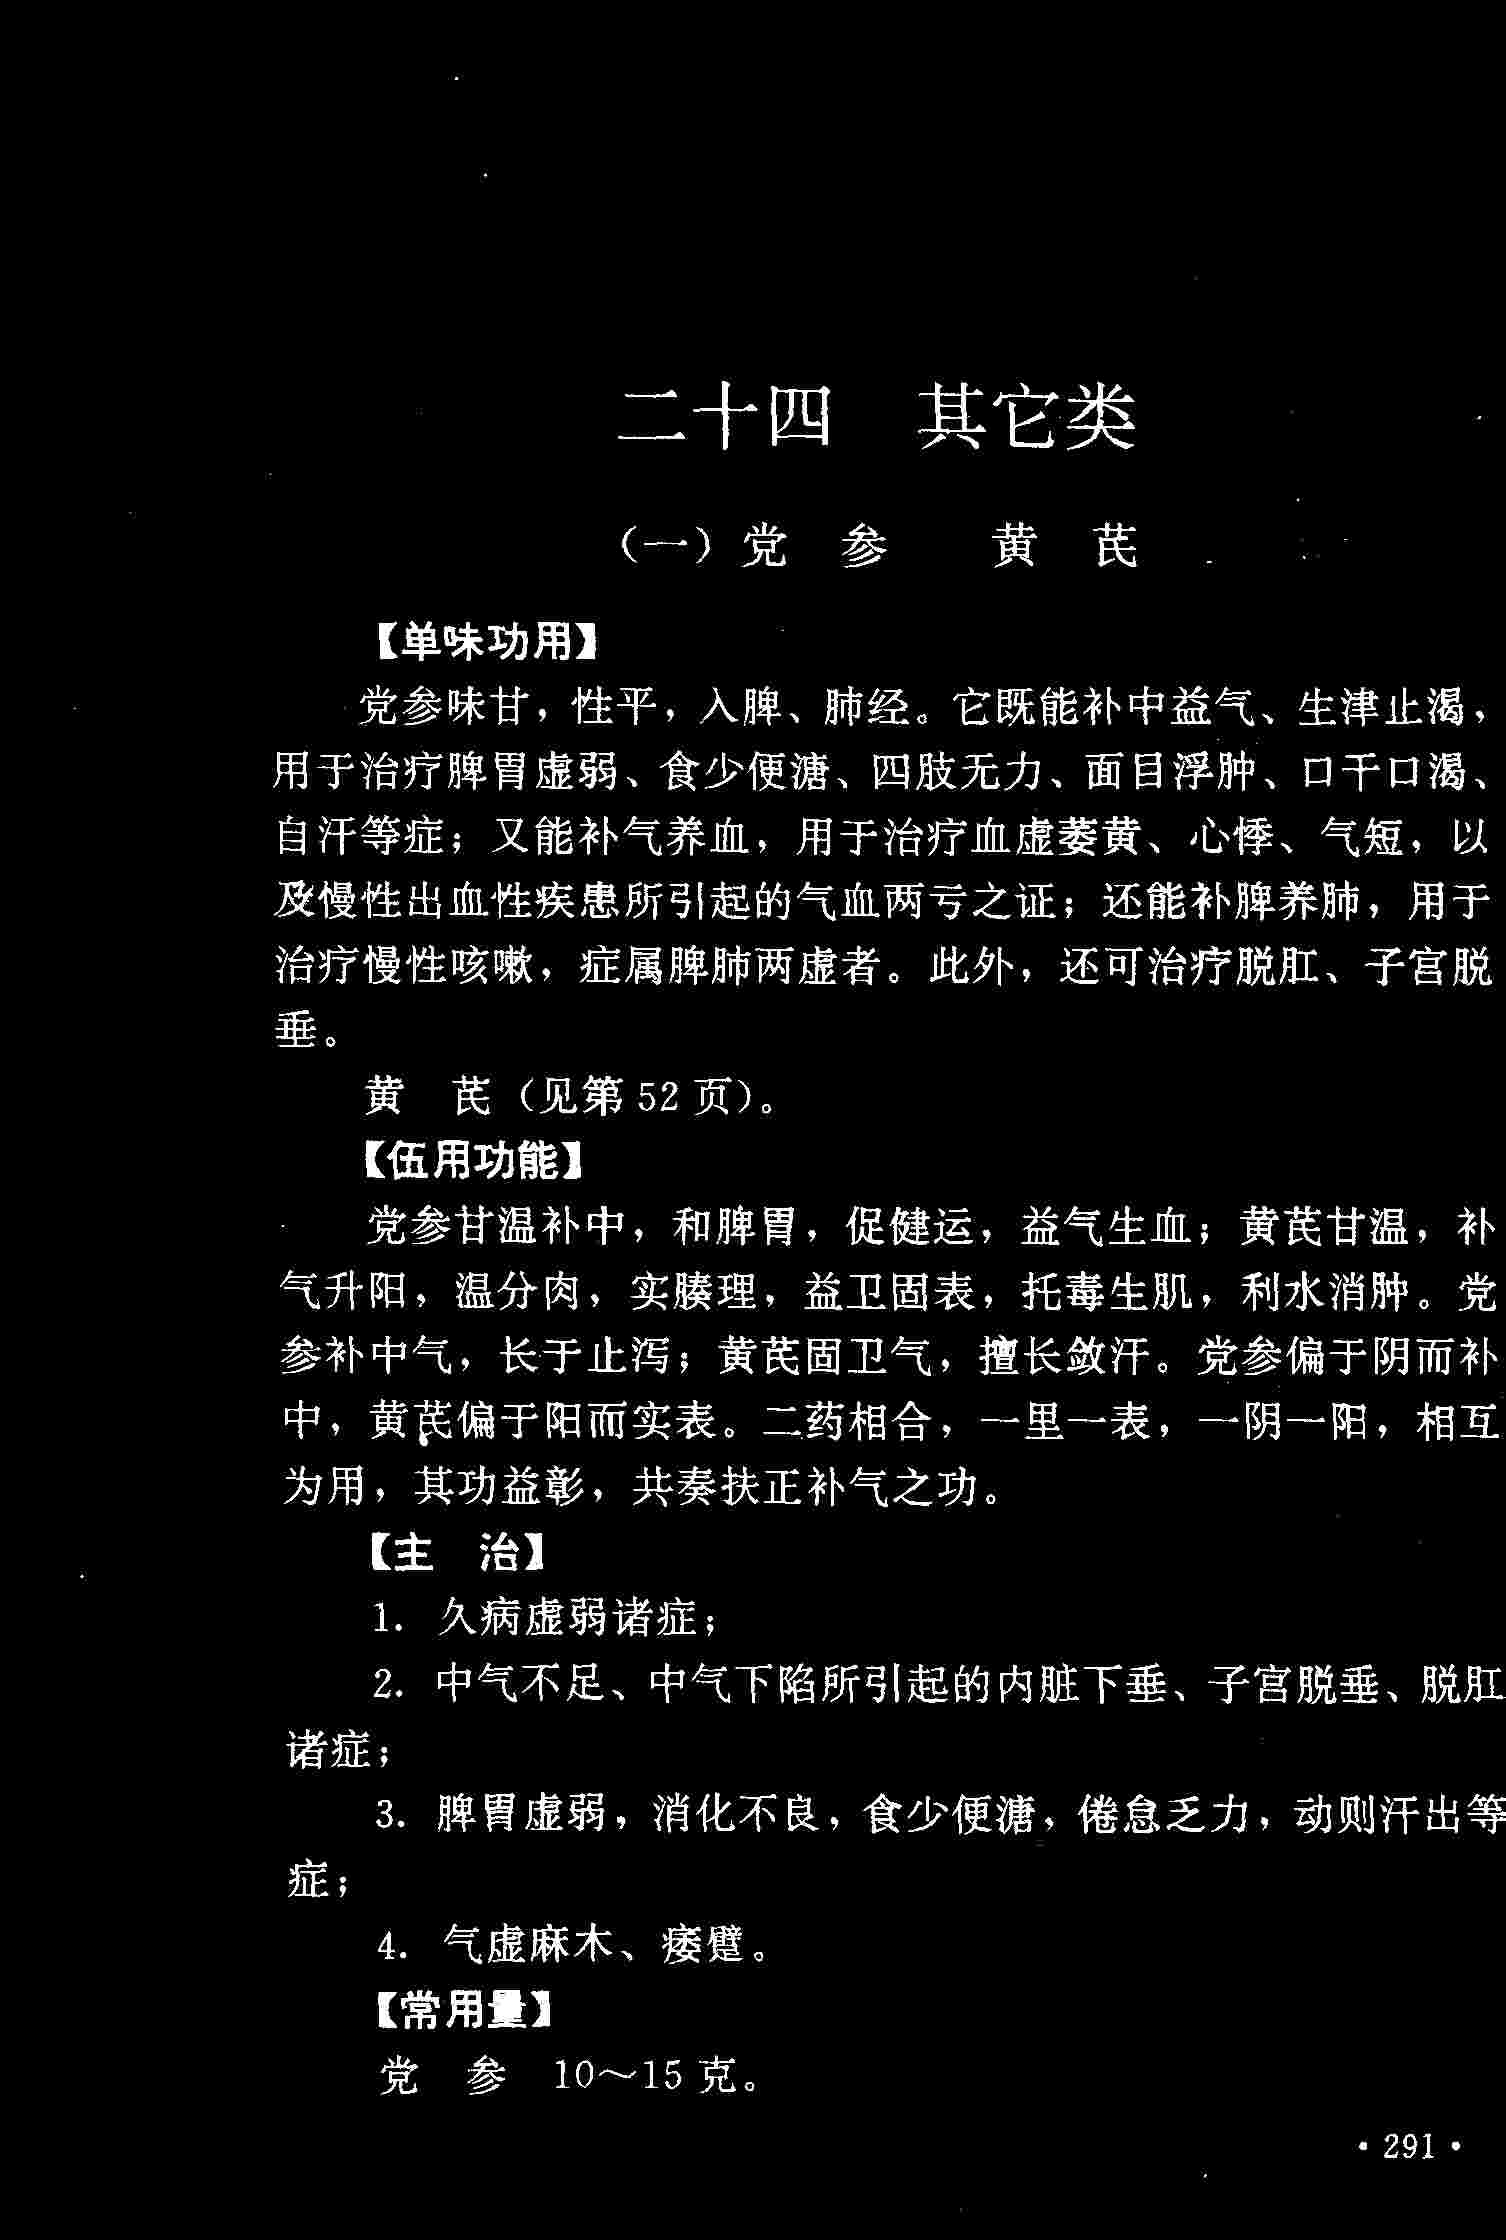 二十四　其它类
（一）党　参　　黄　芪
【单味功用】
党参味甘，性平，入脾、肺经。它既能补中益气、生津止渴，
用于治疗脾胃虚弱、食少便溏、四肢无力、面目浮肿、口干口渴、
自汗等症；又能补气养血，用于治疗血虚萎黄、心悸、气短，以
及慢性出血性疾患所引起的气血两亏之证；还能补脾养肺，用于
治疗慢性咳嗽，症属脾肺两虚者。此外，还可治疗脱肛、子宫脱
垂。
黄　芪（见第 52 页）。
【伍用功能】
党参甘温补中，和脾胃，促健运，益气生血；黄芪甘温，补
气升阳，温分肉，实腠理，益卫固表，托毒生肌，利水消肿。党
参补中气，长于止泻；黄芪固卫气，擅长敛汗。党参偏于阴而补
中，黄芪偏于阳而实表。二药相合，一里一表，一阴一阳，相互
为用，其功益彰，共奏扶正补气之功。
【主　治】
1. 久病虚弱诸症；
2. 中气不足、中气下陷所引起的内脏下垂、子宫脱垂、脱肛
诸症；
3. 脾胃虚弱，消化不良，食少便溏，倦怠乏力，动则汗出等
症；
4. 气虚麻木、痿躄。
【常用量】
党　参　10～15 克。
· 291 ·